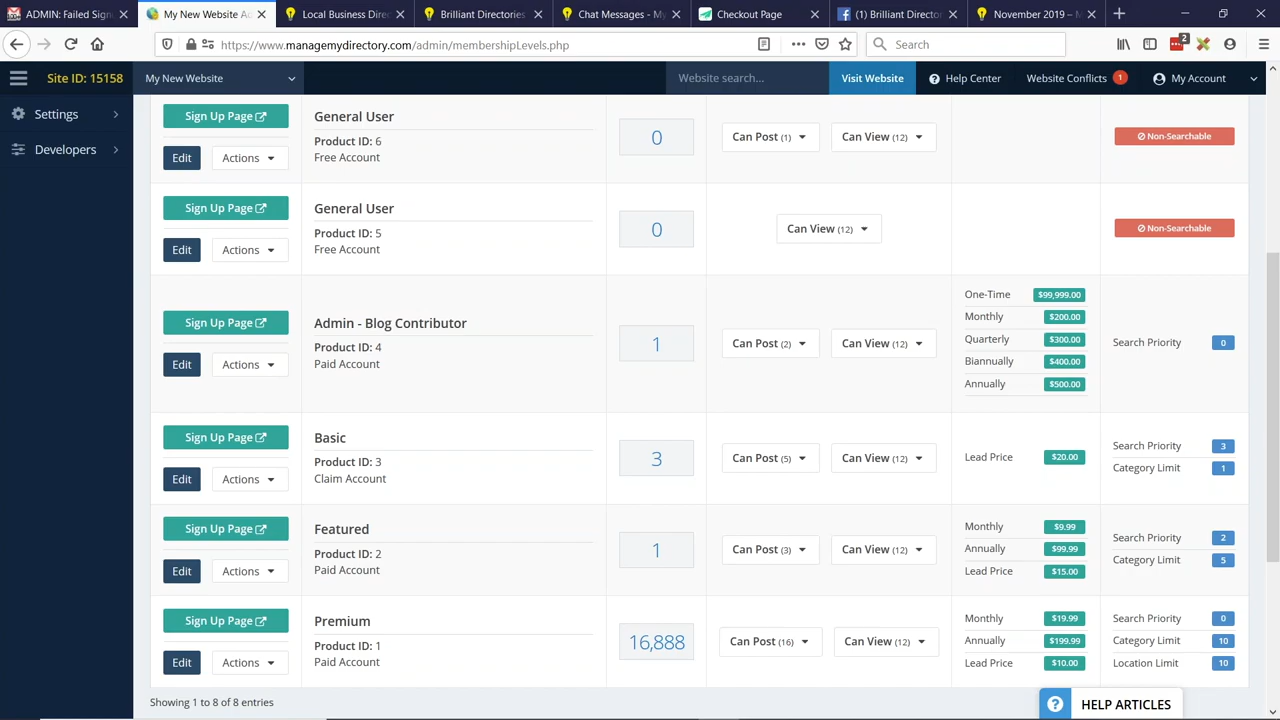 ADMIN: Failed Signu
My New Website Ad
Local Business Direc
Brilliant Directories
Chat Messages - My
Checkout Page
(1) Brilliant Director
November 2019 – M
https://www.managemydirectory.com/admin/membershipLevels.php
Search
2
Site ID: 15158
My New Website
Website search...
Visit Website
Help Center
Website Conflicts 1
My Account
Settings
Developers
Sign Up Page
General User
Product ID: 6
Free Account
Edit
Actions
0
Can Post (1)
Can View (12)
Non-Searchable
Sign Up Page
General User
Product ID: 5
Free Account
Edit
Actions
0
Can View (12)
Non-Searchable
Sign Up Page
Admin - Blog Contributor
Product ID: 4
Paid Account
Edit
Actions
1
Can Post (2)
Can View (12)
One-Time $99,999.00
Monthly $200.00
Quarterly $300.00
Biannually $400.00
Annually $500.00
Search Priority 0
Sign Up Page
Basic
Product ID: 3
Claim Account
Edit
Actions
3
Can Post (5)
Can View (12)
Lead Price $20.00
Search Priority 3
Category Limit 1
Sign Up Page
Featured
Product ID: 2
Paid Account
Edit
Actions
1
Can Post (3)
Can View (12)
Monthly $9.99
Annually $99.99
Lead Price $15.00
Search Priority 2
Category Limit 5
Sign Up Page
Premium
Product ID: 1
Paid Account
Edit
Actions
16,888
Can Post (16)
Can View (12)
Monthly $19.99
Annually $199.99
Lead Price $10.00
Search Priority 0
Category Limit 10
Location Limit 10
Showing 1 to 8 of 8 entries
HELP ARTICLES